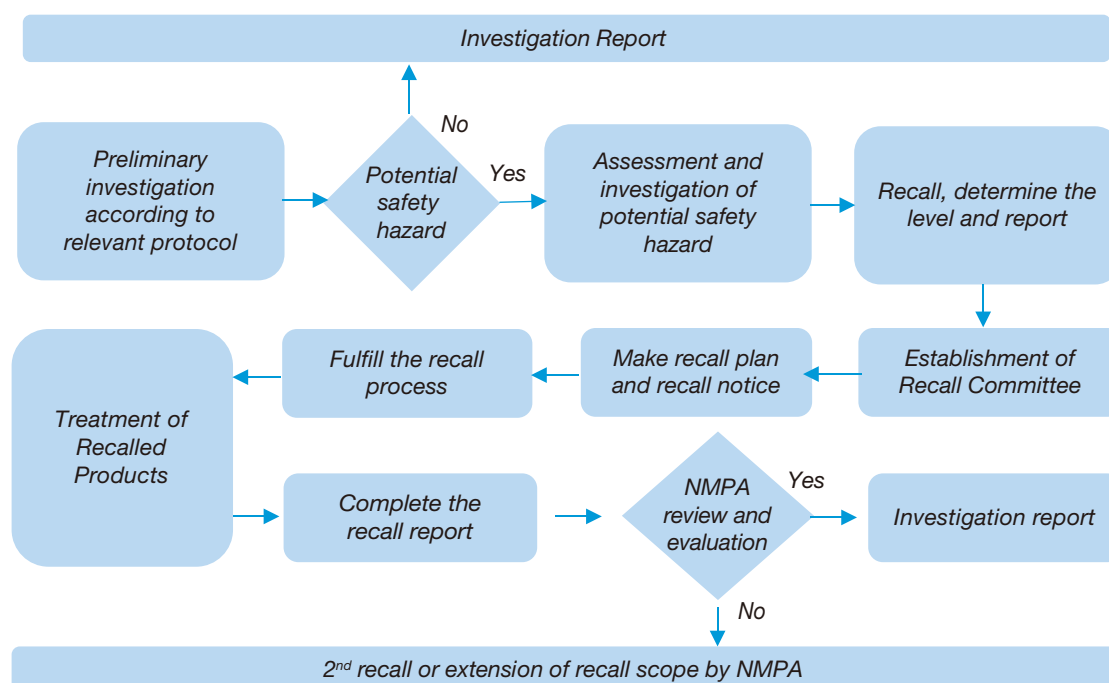 Investigation Report
No
Preliminary
investigation
according to
relevant protocol
Potential
safety
hazard
Yes
Assessment and
investigation of
potential safety
hazard
Recall, determine the
level and report
Establishment of
Recall Committee
Make recall plan
and recall notice
Fulfill the recall
process
Treatment of
Recalled
Products
Complete the
recall report
NMPA
review and
evaluation
Yes
Investigation report
No
2nd recall or extension of recall scope by NMPA